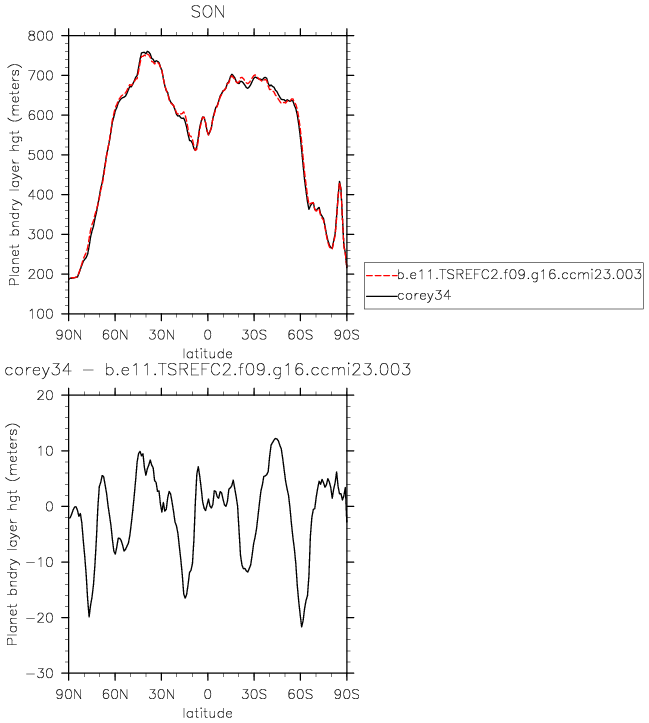 SON
800
700
600
500
400
300
200
100
Planet bndry layer hgt (meters)
90N 60N 30N 0 30S 60S 90S
latitude
b.e11.TSREFC2.f09.g16.ccmi23.003
corey34
corey34 − b.e11.TSREFC2.f09.g16.ccmi23.003
20
10
0
−10
−20
−30
Planet bndry layer hgt (meters)
90N 60N 30N 0 30S 60S 90S
latitude